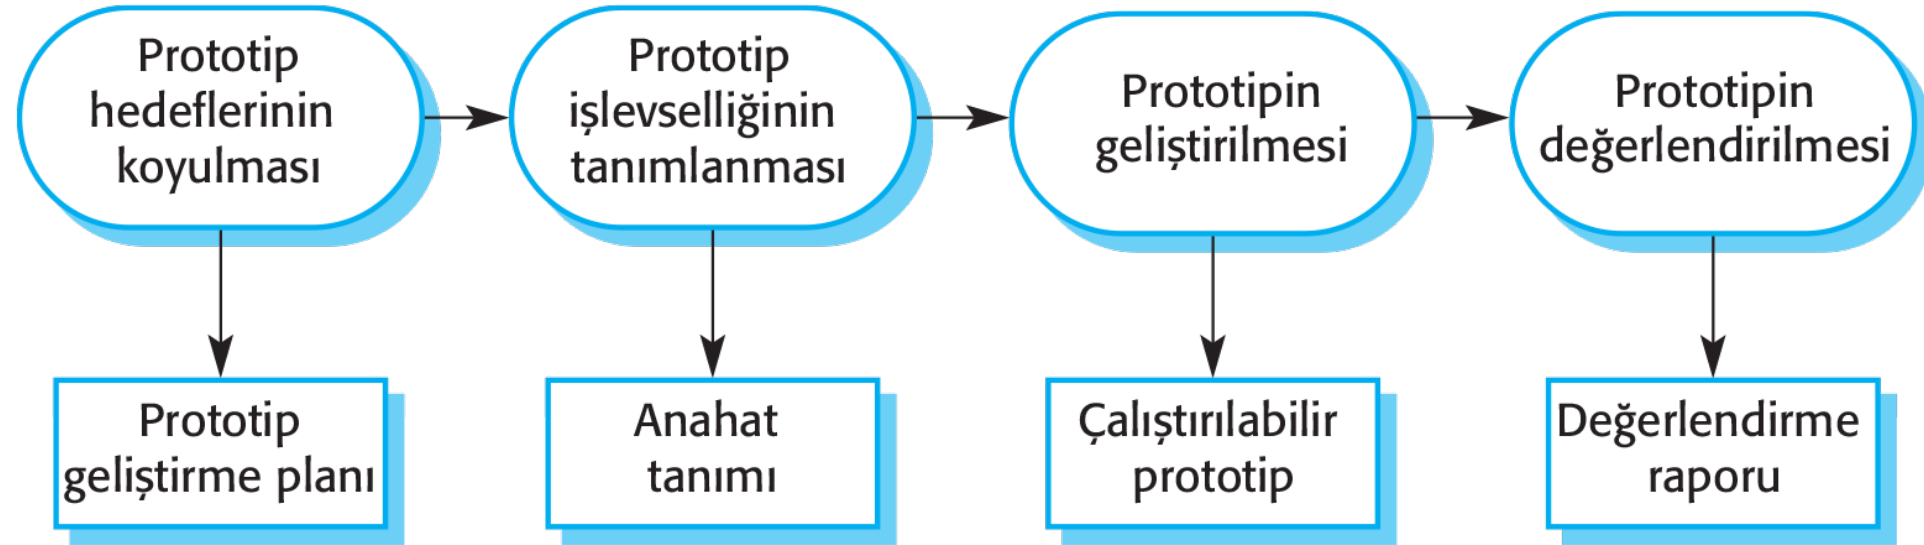 Prototip
hedeflerinin
koyulması
Prototip
işlevselliğinin
tanımlanması
Prototipin
geliştirilmesi
Prototipin
değerlendirilmesi
Prototip
geliştirme planı
Anahat
tanımı
Çalıştırılabilir
prototip
Değerlendirme
raporu